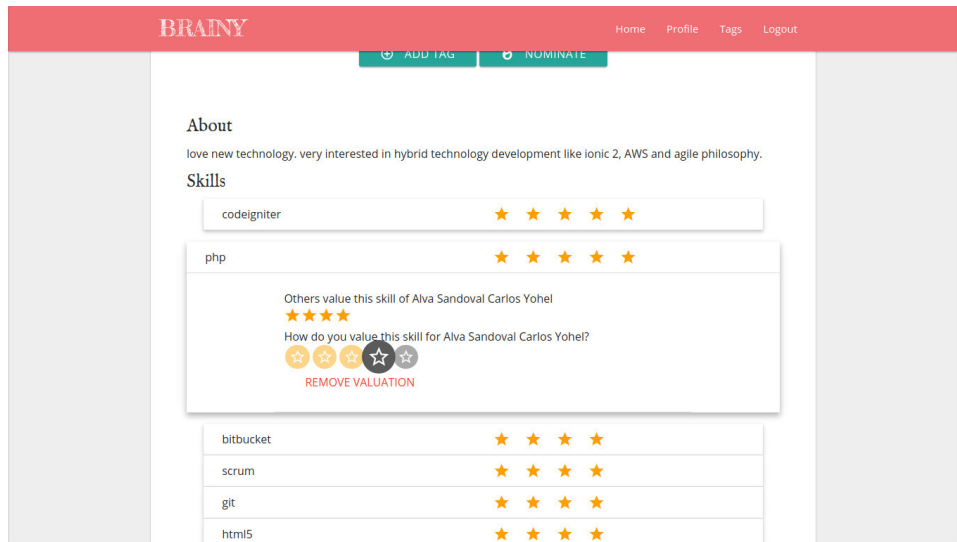 BRAINY
Home Profile Tags Logout
ADD TAG NOMINATE
About
love new technology. very interested in hybrid technology development like ionic 2, AWS and agile philosophy.
Skills
codeigniter
php
Others value this skill of Alva Sandoval Carlos Yohel
How do you value this skill for Alva Sandoval Carlos Yohel?
REMOVE VALUATION
bitbucket
scrum
git
html5